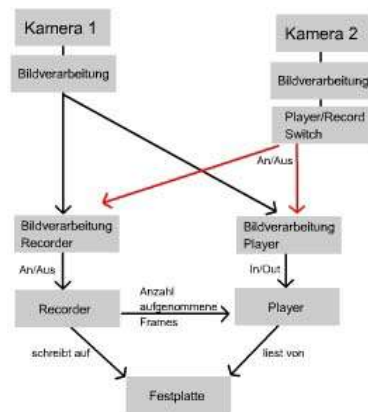 Kamera 1
Kamera 2
Bildverarbeitung
Bildverarbeitung
Player/Record
Switch
An/Aus
Bildverarbeitung
Recorder
Bildverarbeitung
Player
An/Aus
In/Out
Anzahl
aufgenommene
Frames
Recorder
Player
schreibt auf
liest von
Festplatte